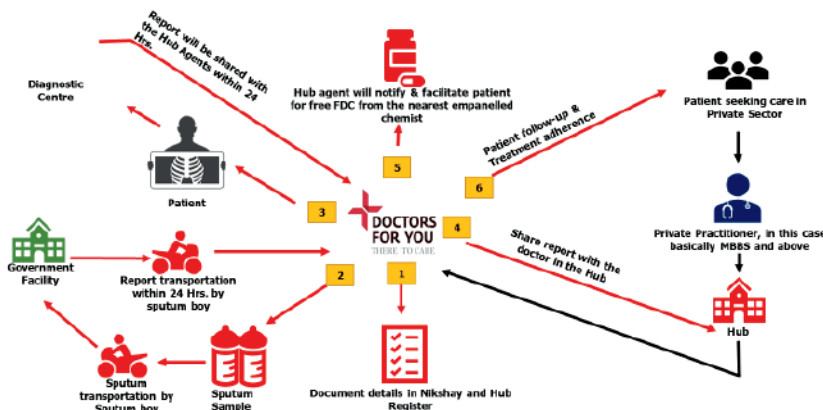 Report will be shared with
the Hub Agents within 24
Hrs.
Diagnostic
Centre
Patient
Hub agent will notify & facilitate patient
for free FDC from the nearest empanelled
chemist
5
Patient follow-up &
Treatment adherence
6
Patient seeking care in
Private Sector
3
DOCTORS
FOR YOU
THERE TO CARE
4
Private Practitioner, in this case
basically MBBS and above
Share report with the
doctor in the Hub
Government
Facility
Report transportation
within 24 Hrs. by
sputum boy
2
1
Hub
Sputum
transportation by
Sputum boy
Sputum
Sample
Document details in Nikshay and Hub
Register